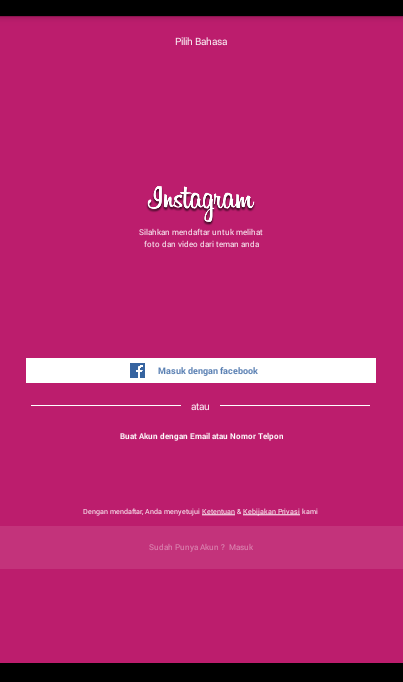 Pilih Bahasa
Instagram
Silahkan mendaftar untuk melihat
foto dan video dari teman anda
Masuk dengan facebook
atau
Buat Akun dengan Email atau Nomor Telpon
Dengan mendaftar, Anda menyetujui Ketentuan & Kebijakan Privasi kami
Sudah Punya Akun ? Masuk